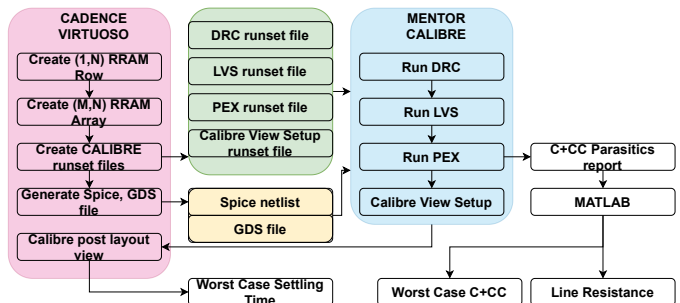 CADENCE
VIRTUOSO
Create (1,N) RRAM
Row
Create (M,N) RRAM
Array
Create CALIBRE
runset files
Generate Spice, GDS
file
Calibre post layout
view
DRC runset file
LVS runset file
PEX runset file
Calibre View Setup
runset file
Spice netlist
GDS file
MENTOR
CALIBRE
Run DRC
Run LVS
Run PEX
Calibre View Setup
C+CC Parasitics
report
MATLAB
Worst Case Settling
Time
Worst Case C+CC
Line Resistance